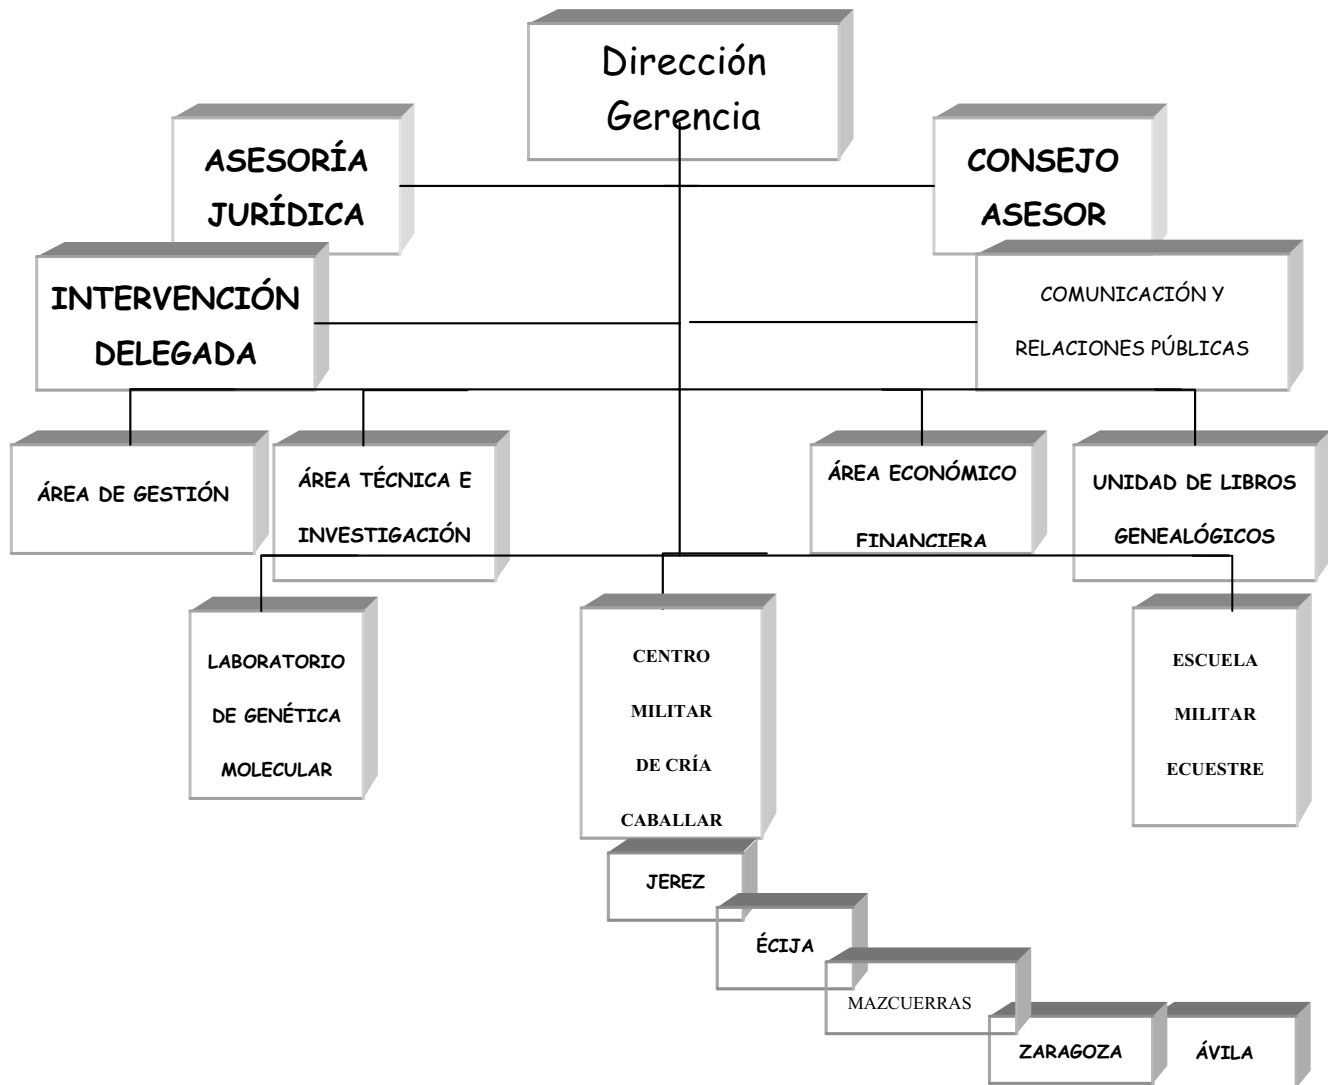 Dirección
Gerencia
ASESORÍA
JURÍDICA
CONSEJO
ASESOR
INTERVENCIÓN
DELEGADA
COMUNICACIÓN Y
RELACIONES PÚBLICAS
ÁREA DE GESTIÓN
ÁREA TÉCNICA E
INVESTIGACIÓN
ÁREA ECONÓMICO
FINANCIERA
UNIDAD DE LIBROS
GENEALÓGICOS
LABORATORIO
DE GENÉTICA
MOLECULAR
CENTRO
MILITAR
DE CRÍA
CABALLAR
ESCUELA
MILITAR
ECUESTRE
JEREZ
ÉCIJA
MAZCUERRAS
ZARAGOZA
ÁVILA